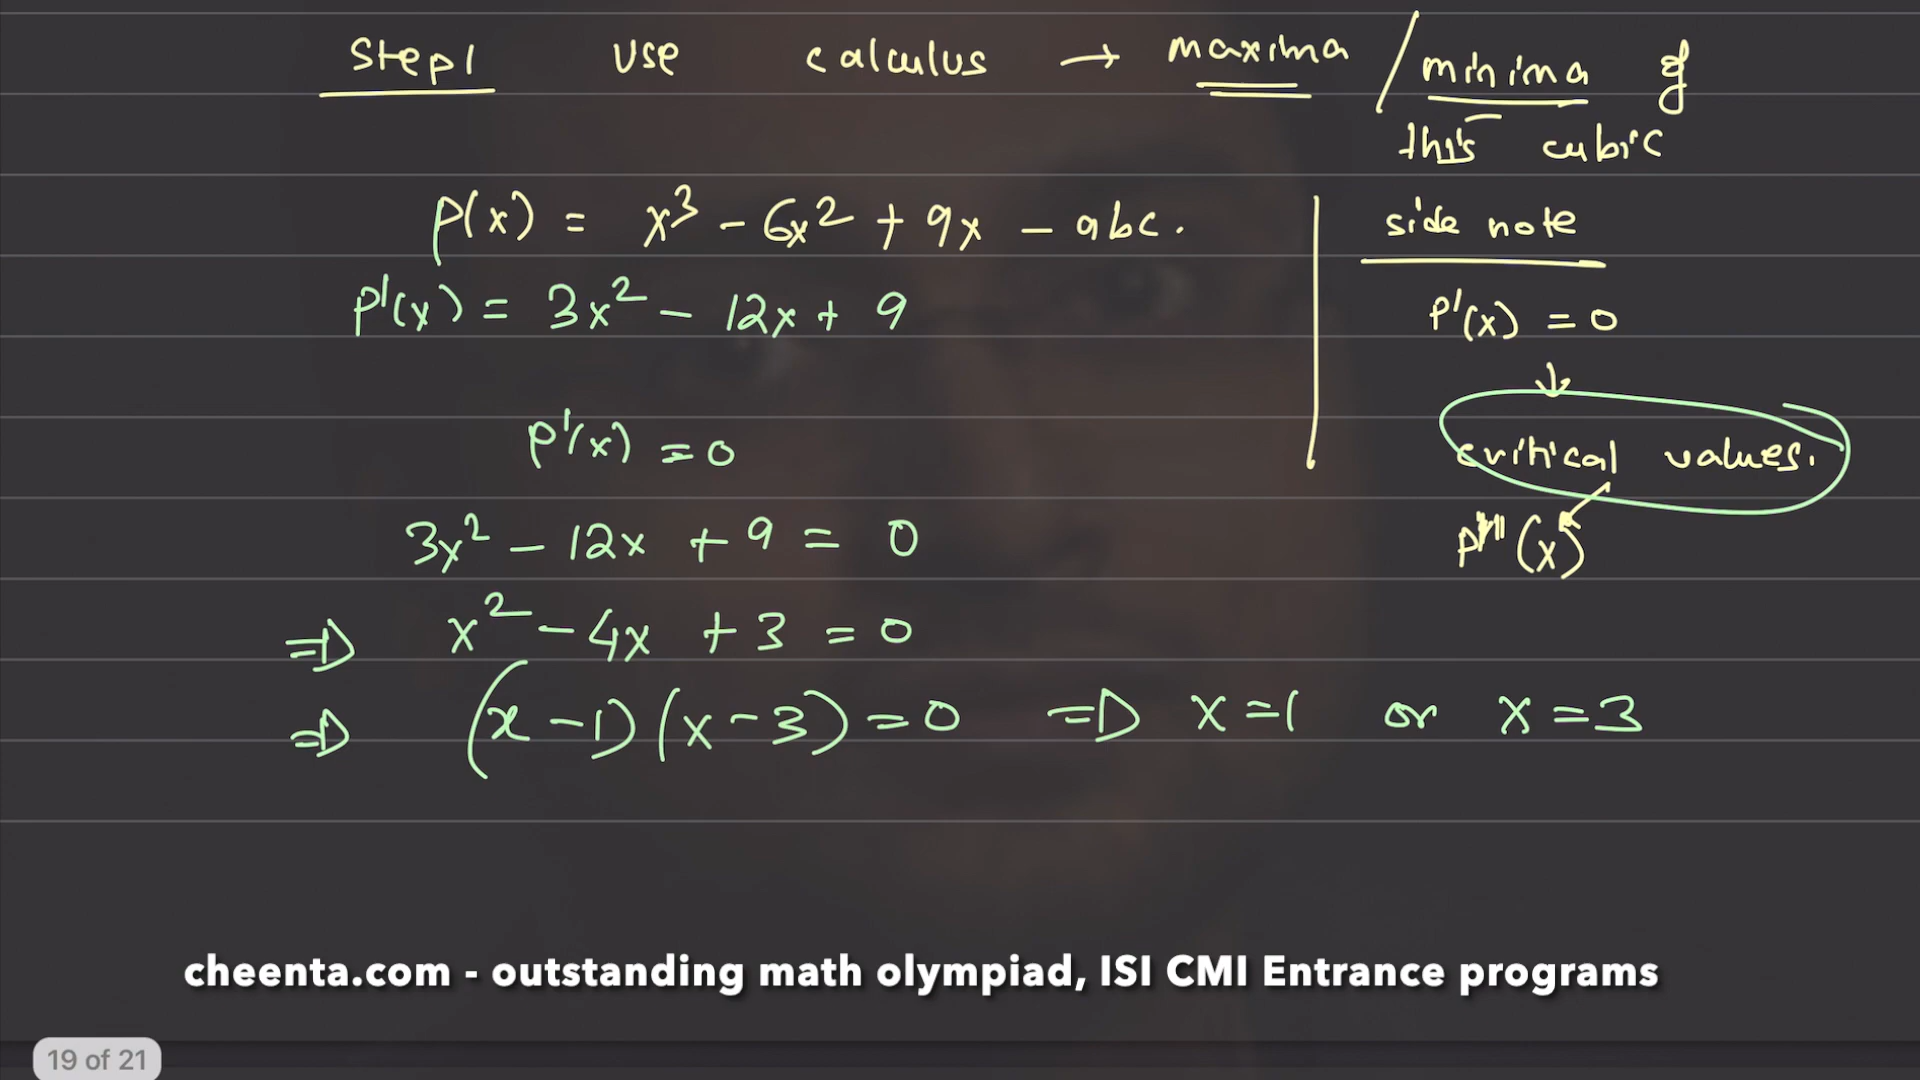 Step1 use calculus → maxima / minima of
this cubic
p(x) = x³ - 6x² + 9x - abc.
side note
p'(x) = 3x² - 12x + 9
p'(x) = 0
↓
p'(x) = 0
critical values.
3x² - 12x + 9 = 0
(x)
⇒ x² - 4x + 3 = 0
⇒ (x - 1) (x - 3) = 0 ⇒ x = 1 or x = 3
cheenta.com - outstanding math olympiad, ISI CMI Entrance programs
19 of 21